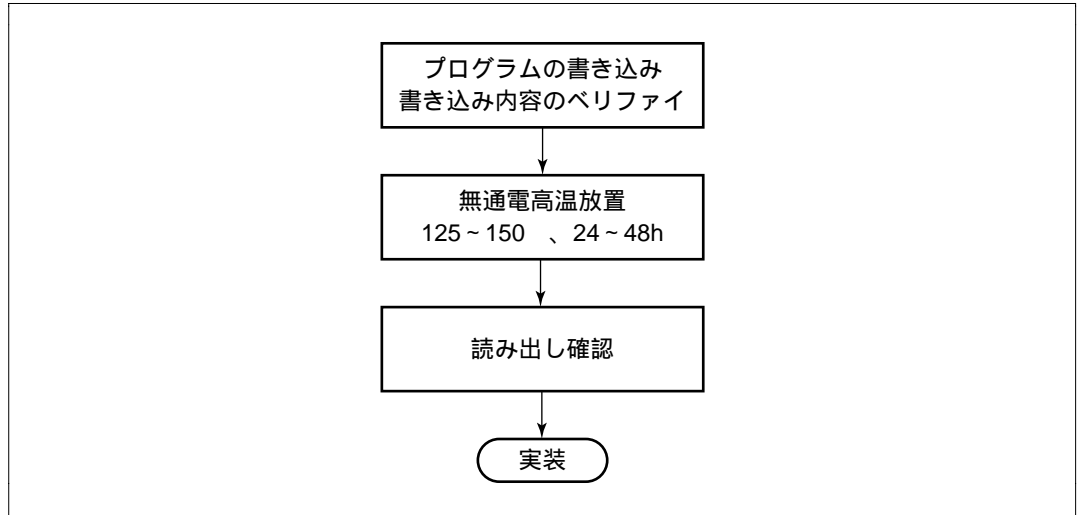 プログラムの書き込み
書き込み内容のベリファイ
無通電高温放置
125~150　、24~48h
読み出し確認
実装